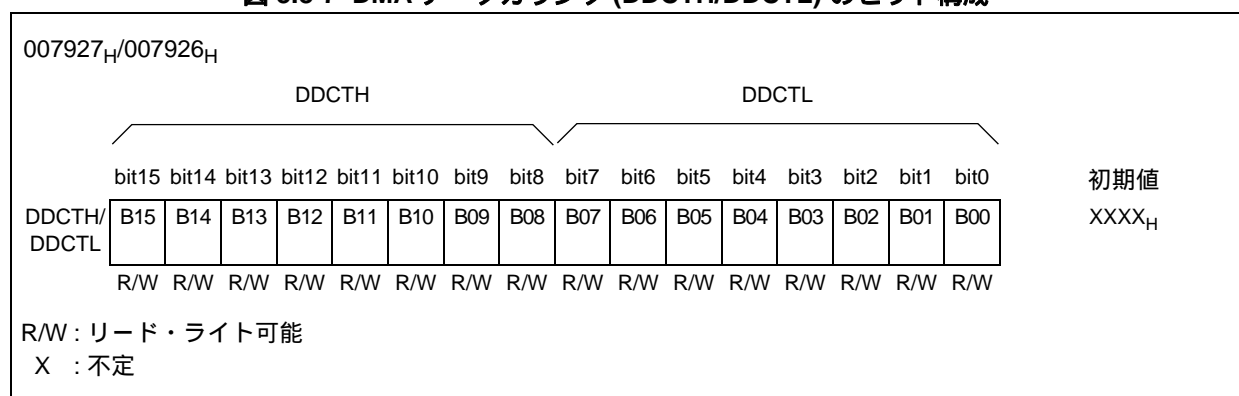 007927H/007926H
DDCTH DDCTL
bit15 bit14 bit13 bit12 bit11 bit10 bit9 bit8 bit7 bit6 bit5 bit4 bit3 bit2 bit1 bit0 初期値
DDCTH/ B15 B14 B13 B12 B11 B10 B09 B08 B07 B06 B05 B04 B03 B02 B01 B00 XXXXH
DDCTL
R/W R/W R/W R/W R/W R/W R/W R/W R/W R/W R/W R/W R/W R/W R/W R/W
R/W : リード・ライト可能
X : 不定